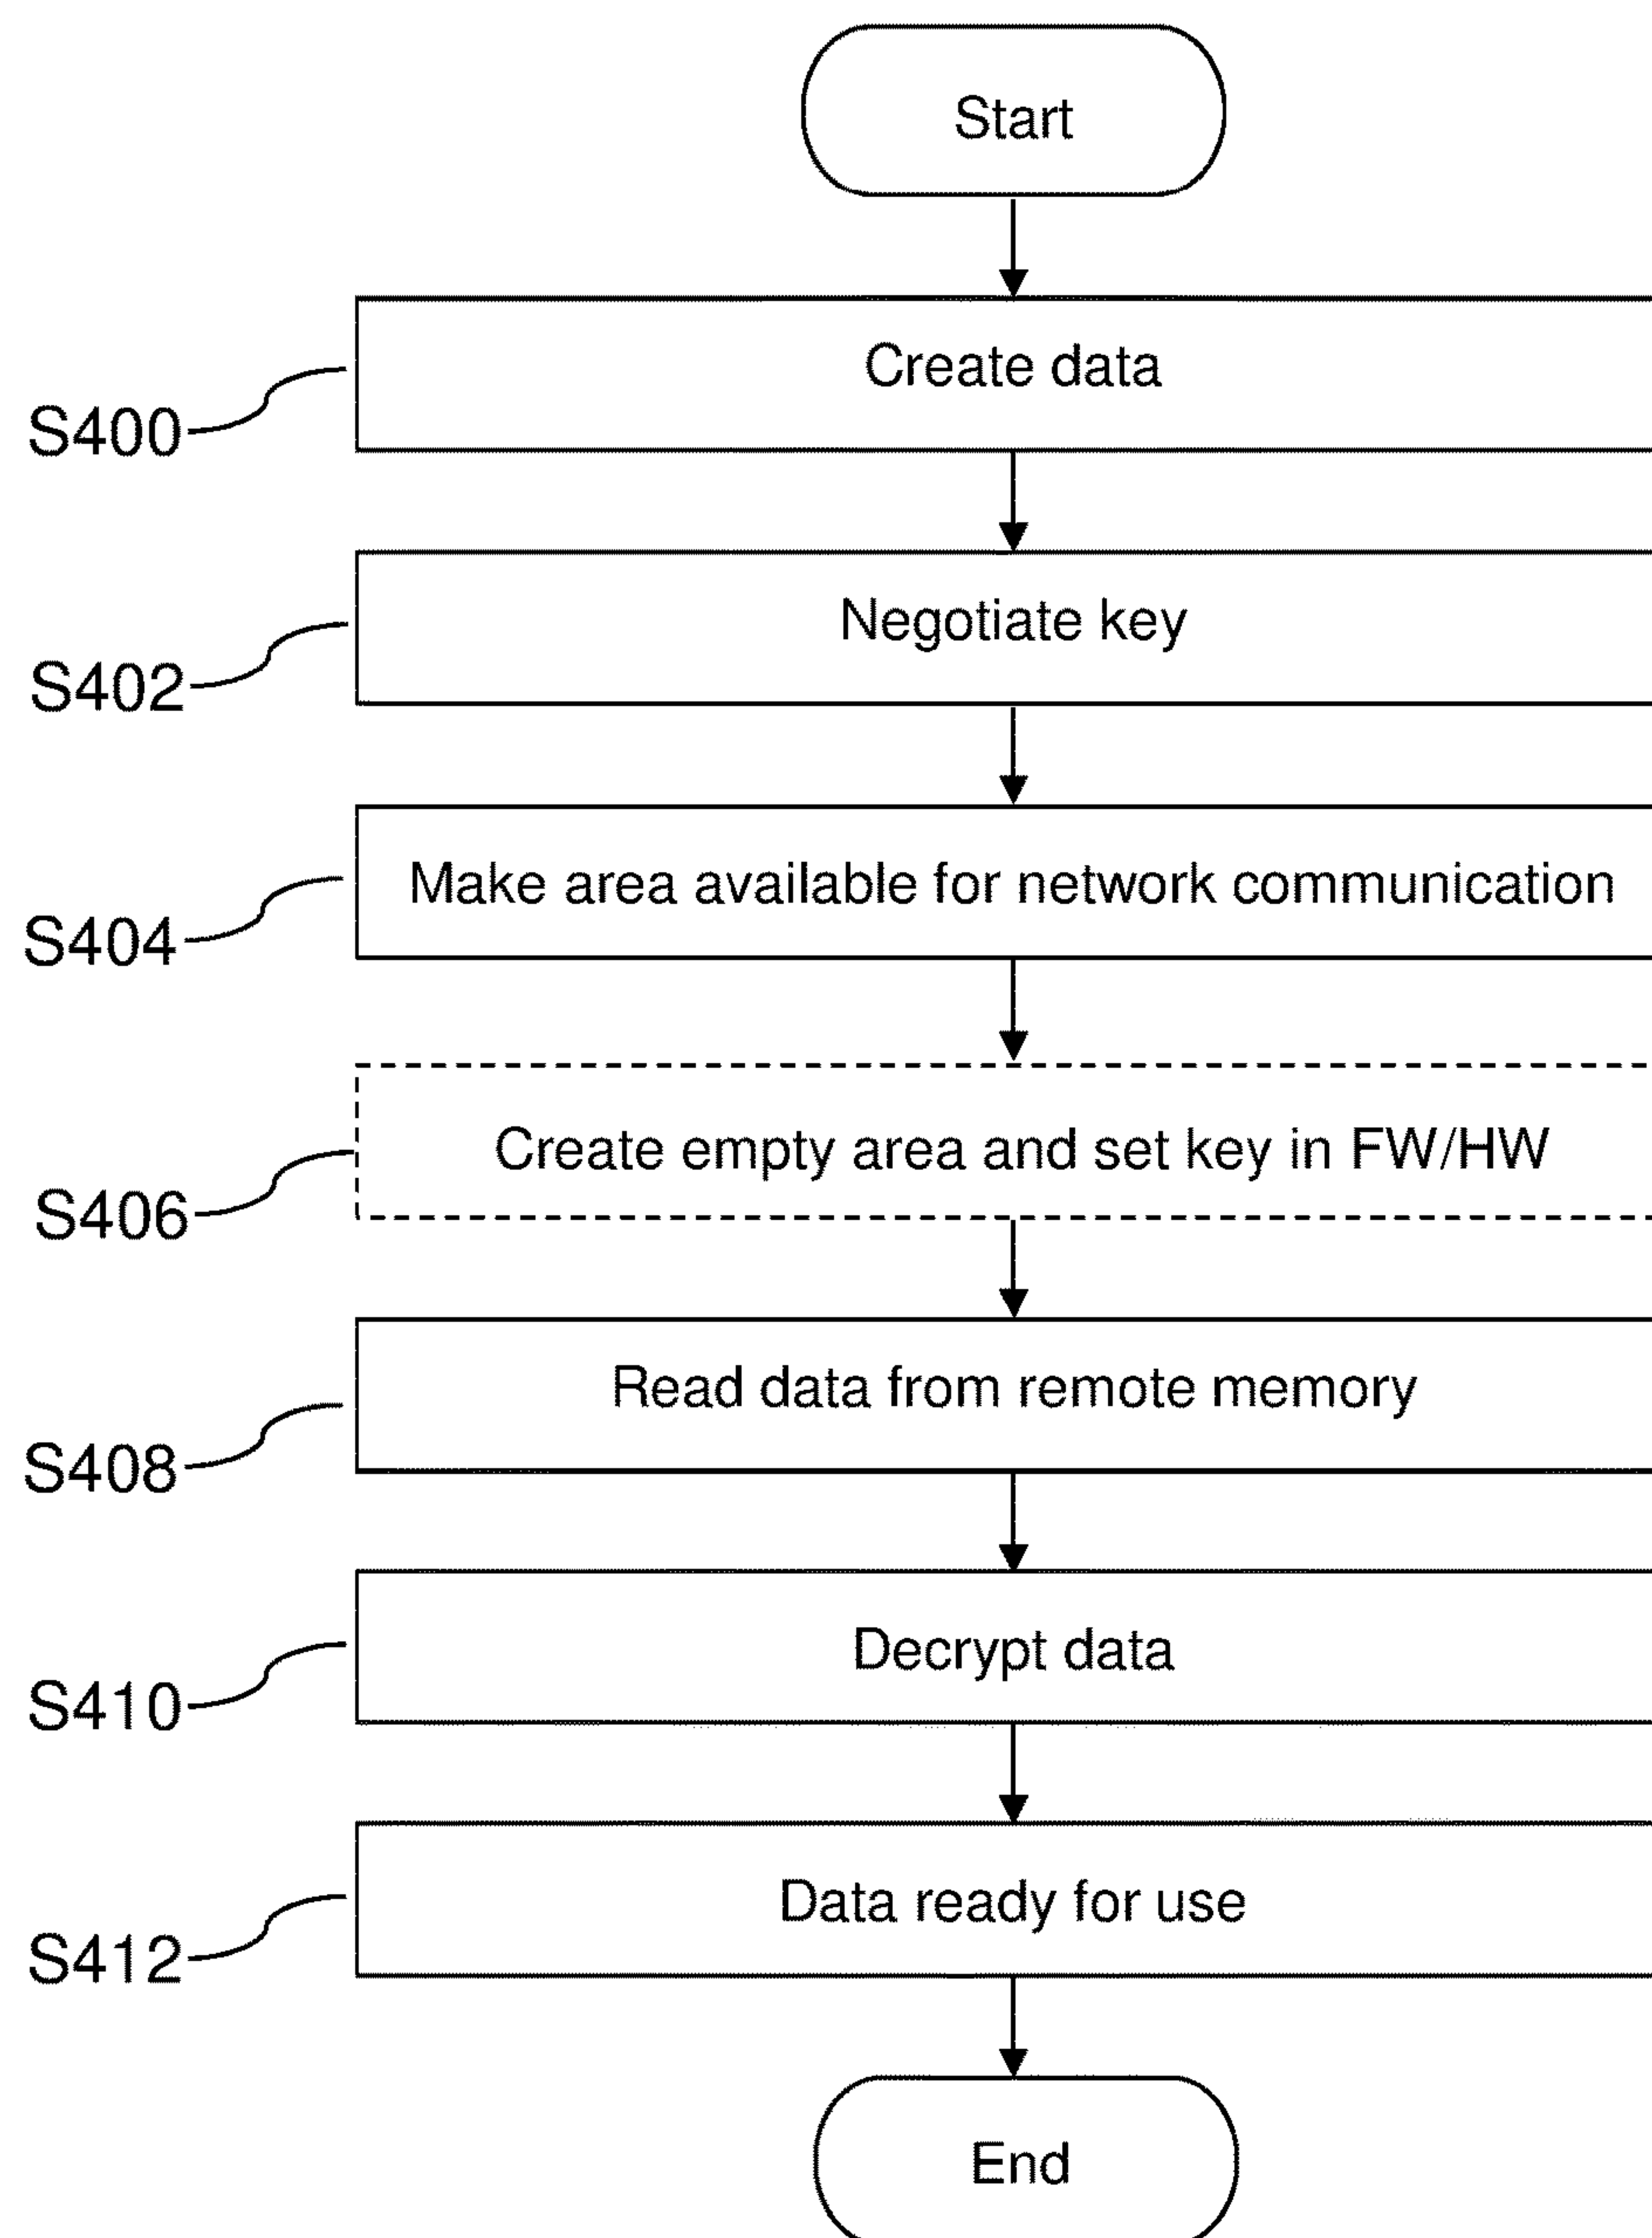 Start
Create data
S400
Negotiate key
S402
Make area available for network communication
S404
Create empty area and set key in FW/HW
S406
Read data from remote memory
S408
Decrypt data
S410
Data ready for use
S412
End